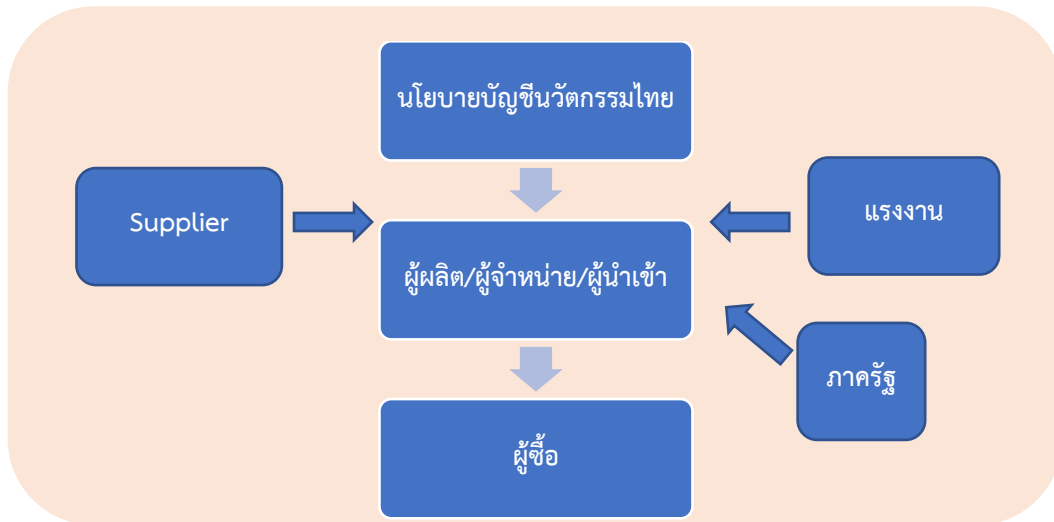 นโยบายบัญชีนวัตกรรมไทย
Supplier
แรงงาน
ผู้ผลิต/ผู้จำหน่าย/ผู้นำเข้า
ภาครัฐ
ผู้ซื้อ